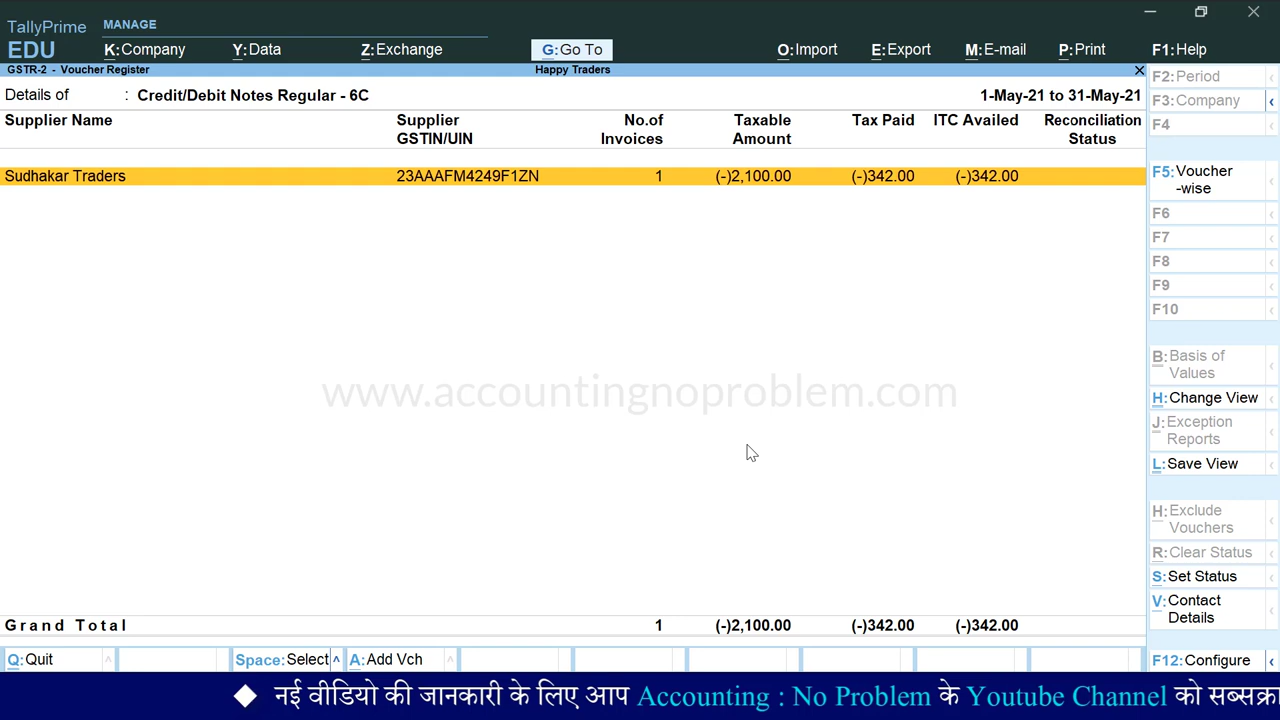 TallyPrime
EDU
MANAGE
K:Company Y:Data Z:Exchange G:Go To O:Import E:Export M:E-mail P:Print F1:Help
GSTR-2 - Voucher Register Happy Traders
Details of : Credit/Debit Notes Regular - 6C 1-May-21 to 31-May-21
Supplier Name Supplier GSTIN/UIN No.of Invoices Taxable Amount Tax Paid ITC Availed Reconciliation Status
Sudhakar Traders 23AAAFM4249F1ZN 1 (-)2,100.00 (-)342.00 (-)342.00
www.accountingnoproblem.com
Grand Total 1 (-)2,100.00 (-)342.00 (-)342.00
Q:Quit Space:Select A:Add Vch
F2:Period
F3:Company
F4
F5:Voucher
-wise
F6
F7
F8
F9
F10
B:Basis of
Values
H:Change View
J:Exception
Reports
L:Save View
H:Exclude
Vouchers
R:Clear Status
S:Set Status
V:Contact
Details
F12:Configure
◆ नई वीडियो की जानकारी के लिए आप Accounting : No Problem के Youtube Channel को सब्सक्रा